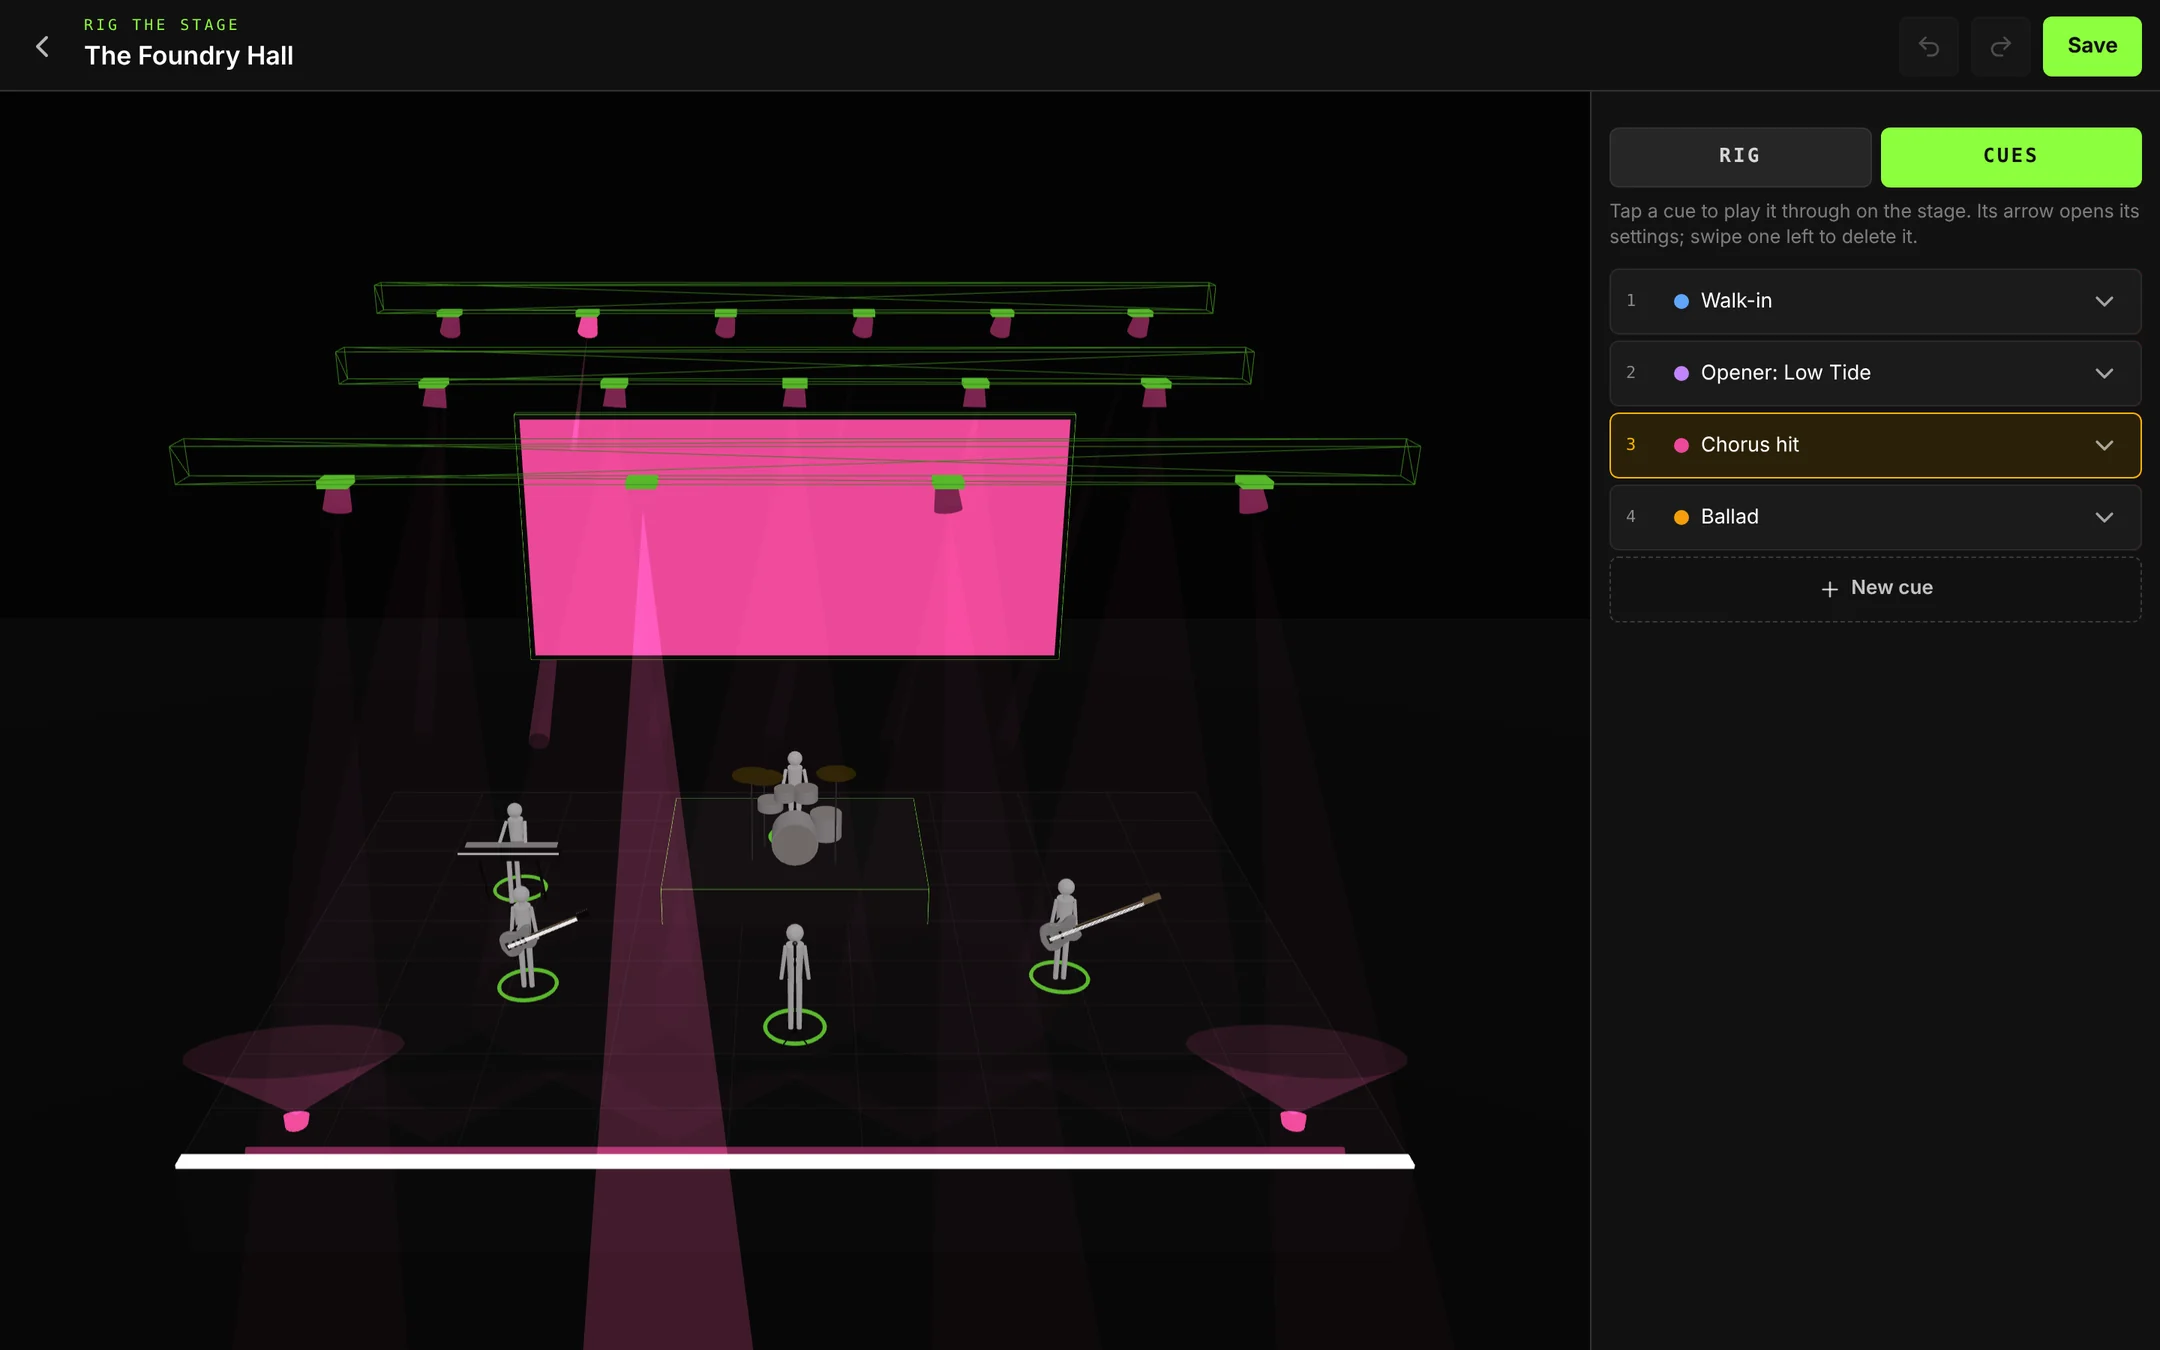 RIG THE STAGE
The Foundry Hall
Save
RIG
CUES
Tap a cue to play it through on the stage. Its arrow opens its
settings; swipe one left to delete it.
1 Walk-in
2 Opener: Low Tide
3 Chorus hit
4 Ballad
+ New cue